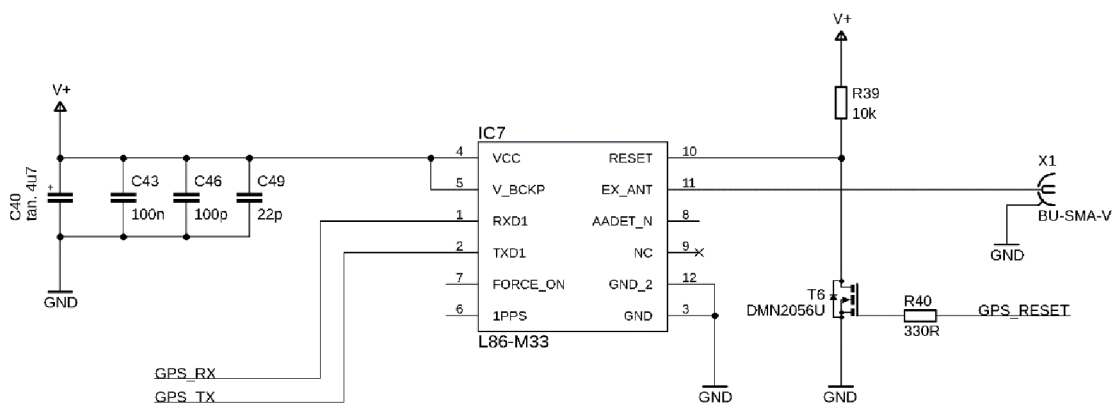 V+
R39
10k
V+
IC7
X1
C40
tan. 4u7
+
C43
100n
C46
100p
C49
22p
4 VCC RESET 10
5 V_BCKP EX_ANT 11
1 RXD1 AADET_N 8
2 TXD1 NC 9
7 FORCE_ON GND_2 12
6 1PPS GND 3
L86-M33
BU-SMA-V
GND
GND
T6
DMN2056U
R40
330R
GPS_RESET
GPS_RX
GPS_TX
GND
GND